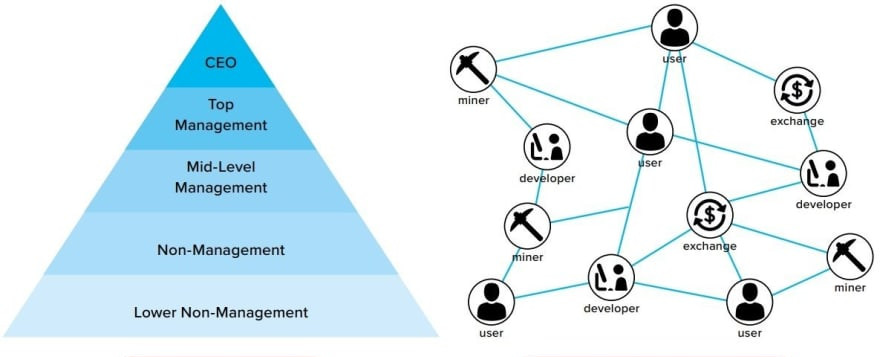 CEO
Top
Management
Mid-Level
Management
Non-Management
Lower Non-Management
user
miner
exchange
user
developer
developer
exchange
miner
miner
developer
user
user
$
$